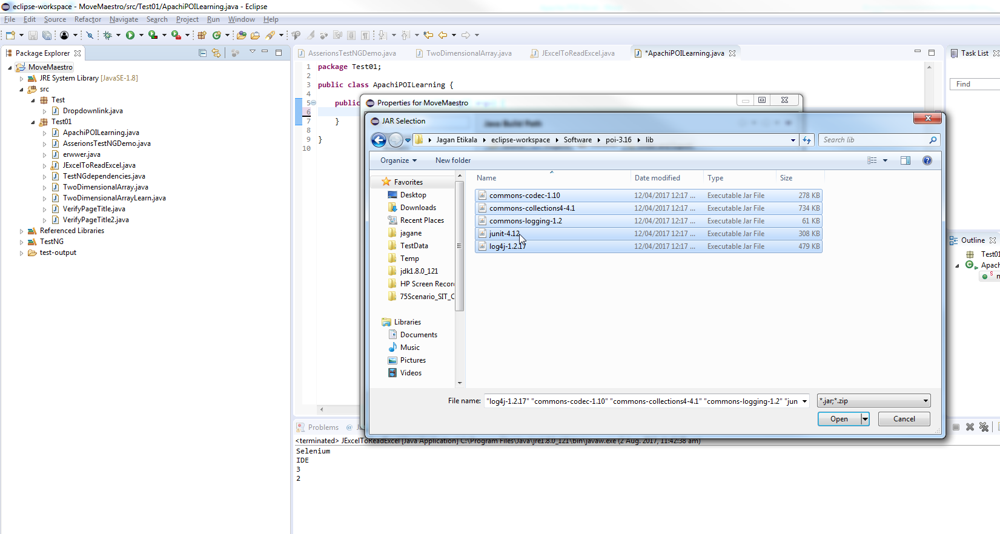 eclipse-workspace - MoveMaestro/src/Test01/ApachiPOILearning.java - Eclipse
File Edit Source Refactor Navigate Search Project Run Window Help
Package Explorer
MoveMaestro
JRE System Library [JavaSE-1.8]
src
Test
Dropdownlink.java
Test01
ApachiPOILearning.java
AsserionsTestNGDemo.java
erwwer.java
JExcelToReadExcel.java
TestNGdependencies.java
TwoDimensionalArray.java
TwoDimensionalArrayLearn.java
VerifyPageTitle.java
VerifyPageTitle2.java
Referenced Libraries
TestNG
test-output
AsserionsTestNGDemo.java TwoDimensionalArray.java JExcelToReadExcel.java *ApachiPOILearning.java
1 package Test01;
2
3 public class ApachiPOILearning {
4
5 public
6
7 }
8
9 }
10
Properties for MoveMaestro
Java Build Path
JAR Selection
Jagan Etikala eclipse-workspace Software poi-3.16 lib
Search lib
Organize New folder
Favorites
Desktop
Downloads
Recent Places
jagane
TestData
Temp
jdk1.8.0_121
HP Screen Recor
75Scenario_SIT_C
Libraries
Documents
Music
Pictures
Videos
Name Date modified Type Size
commons-codec-1.10 12/04/2017 12:17 ... Executable Jar File 278 KB
commons-collections4-4.1 12/04/2017 12:17 ... Executable Jar File 734 KB
commons-logging-1.2 12/04/2017 12:17 ... Executable Jar File 61 KB
junit-4.12 12/04/2017 12:17 ... Executable Jar File 308 KB
log4j-1.2.17 12/04/2017 12:17 ... Executable Jar File 479 KB
File name: "log4j-1.2.17" "commons-codec-1.10" "commons-collections4-4.1" "commons-logging-1.2" "jun
*.jar;*.zip
Open Cancel
Task List
Find
Outline
Test01
Apach
Problems @ J
<terminated> JExcelToReadExcel [Java Application] C:\Program Files\Java\jre1.8.0_121\bin\javaw.exe (2 Aug. 2017, 11:42:38 am)
Selenium
IDE
3
2